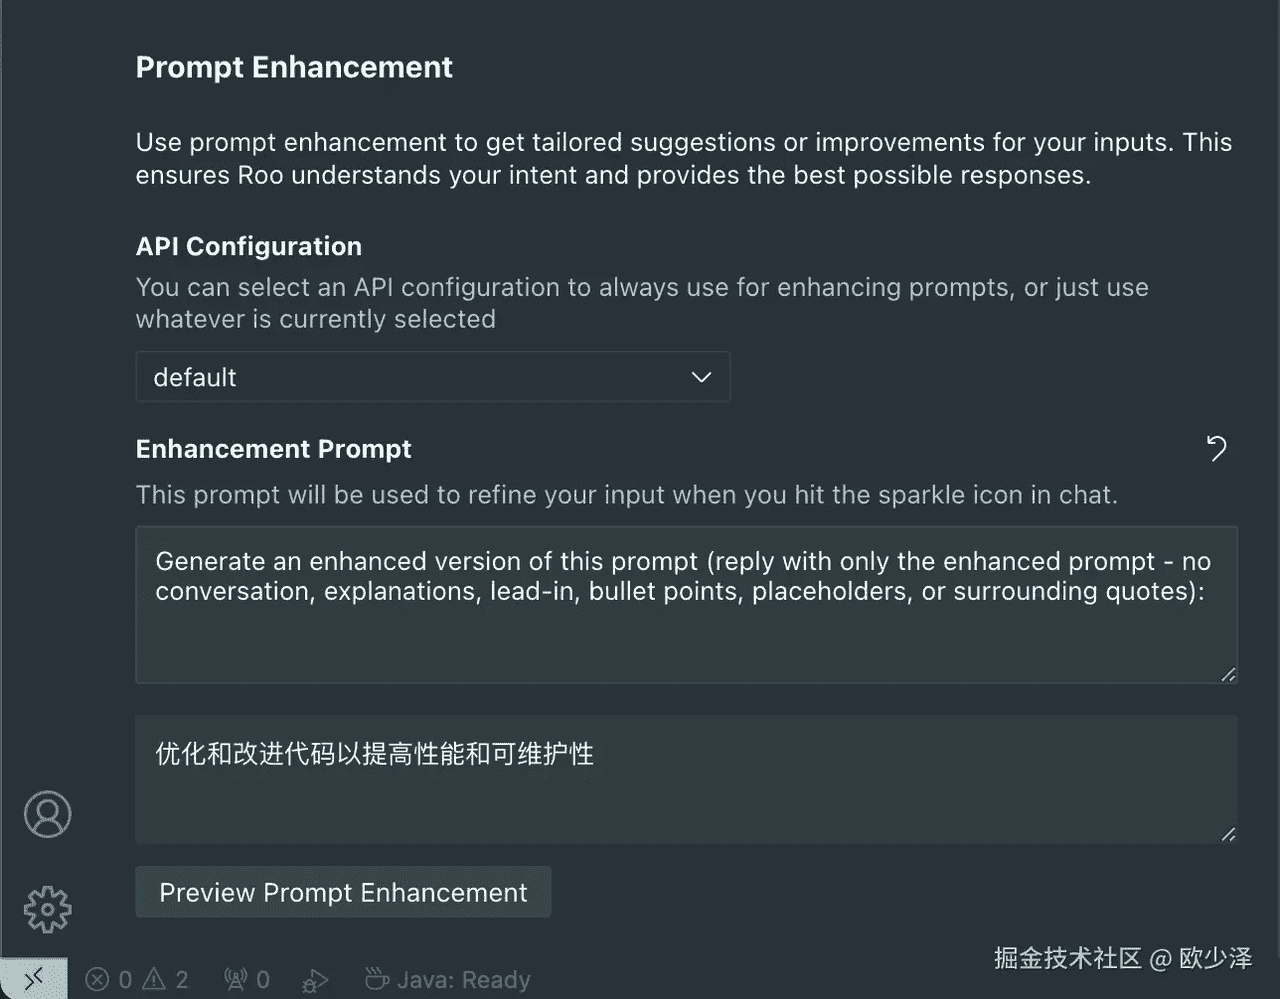 Prompt Enhancement
Use prompt enhancement to get tailored suggestions or improvements for your inputs. This
ensures Roo understands your intent and provides the best possible responses.
API Configuration
You can select an API configuration to always use for enhancing prompts, or just use
whatever is currently selected
default
Enhancement Prompt
This prompt will be used to refine your input when you hit the sparkle icon in chat.
Generate an enhanced version of this prompt (reply with only the enhanced prompt - no
conversation, explanations, lead-in, bullet points, placeholders, or surrounding quotes):
优化和改进代码以提高性能和可维护性
Preview Prompt Enhancement
掘金技术社区 @ 欧少泽
0 2 0 Java: Ready